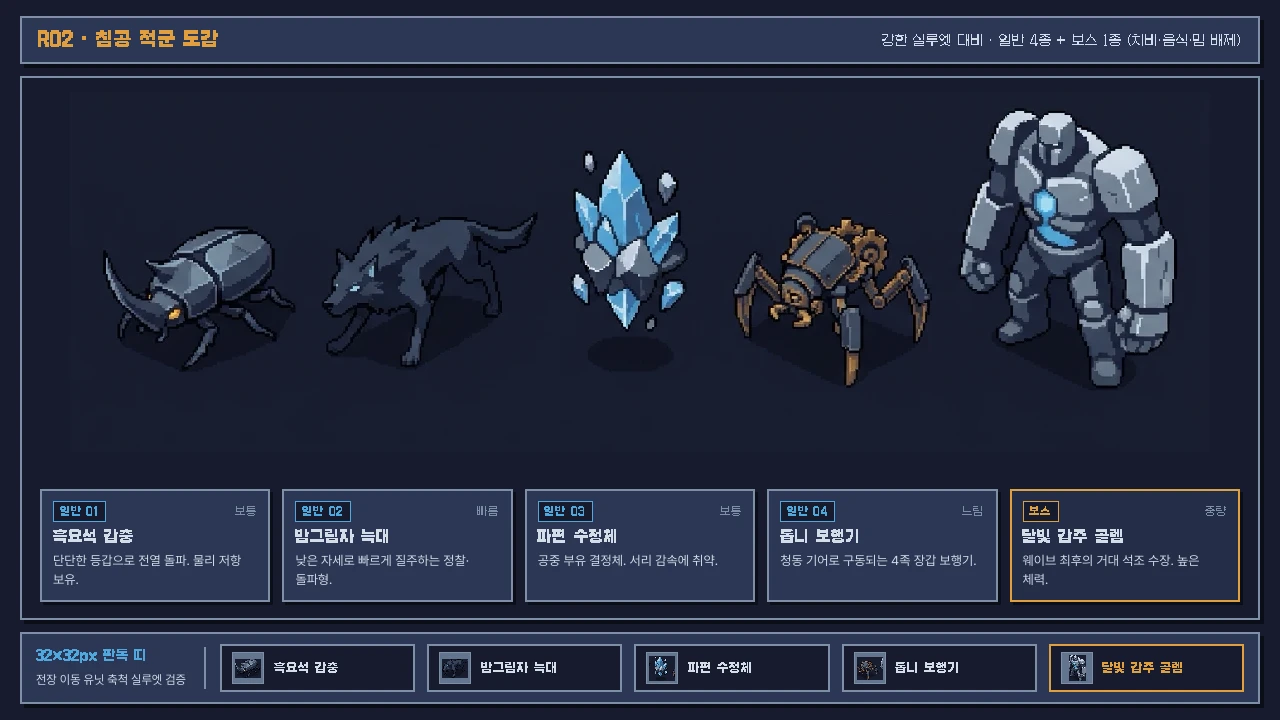 R02 · 침공 적군 도감
강한 실루엣 대비 · 일반 4종 + 보스 1종 (치비·음식·밈 배제)
일반 01
보통
흑요석 갑충
단단한 등갑으로 전열 돌파. 물리 저항
보유.
일반 02
빠름
밤그림자 늑대
낮은 자세로 빠르게 질주하는 정찰·
돌파형.
일반 03
보통
파편 수정체
공중 부유 결정체. 서리 감속에 취약.
일반 04
느림
톱니 보행기
청동 기어로 구동되는 4족 장갑 보행기.
보스
중량
달빛 갑주 골렘
웨이브 최후의 거대 석조 수장. 높은
체력.
32×32px 판독 띠
전장 이동 유닛 축척 실루엣 검증
흑요석 갑충
밤그림자 늑대
파편 수정체
톱니 보행기
달빛 갑주 골렘